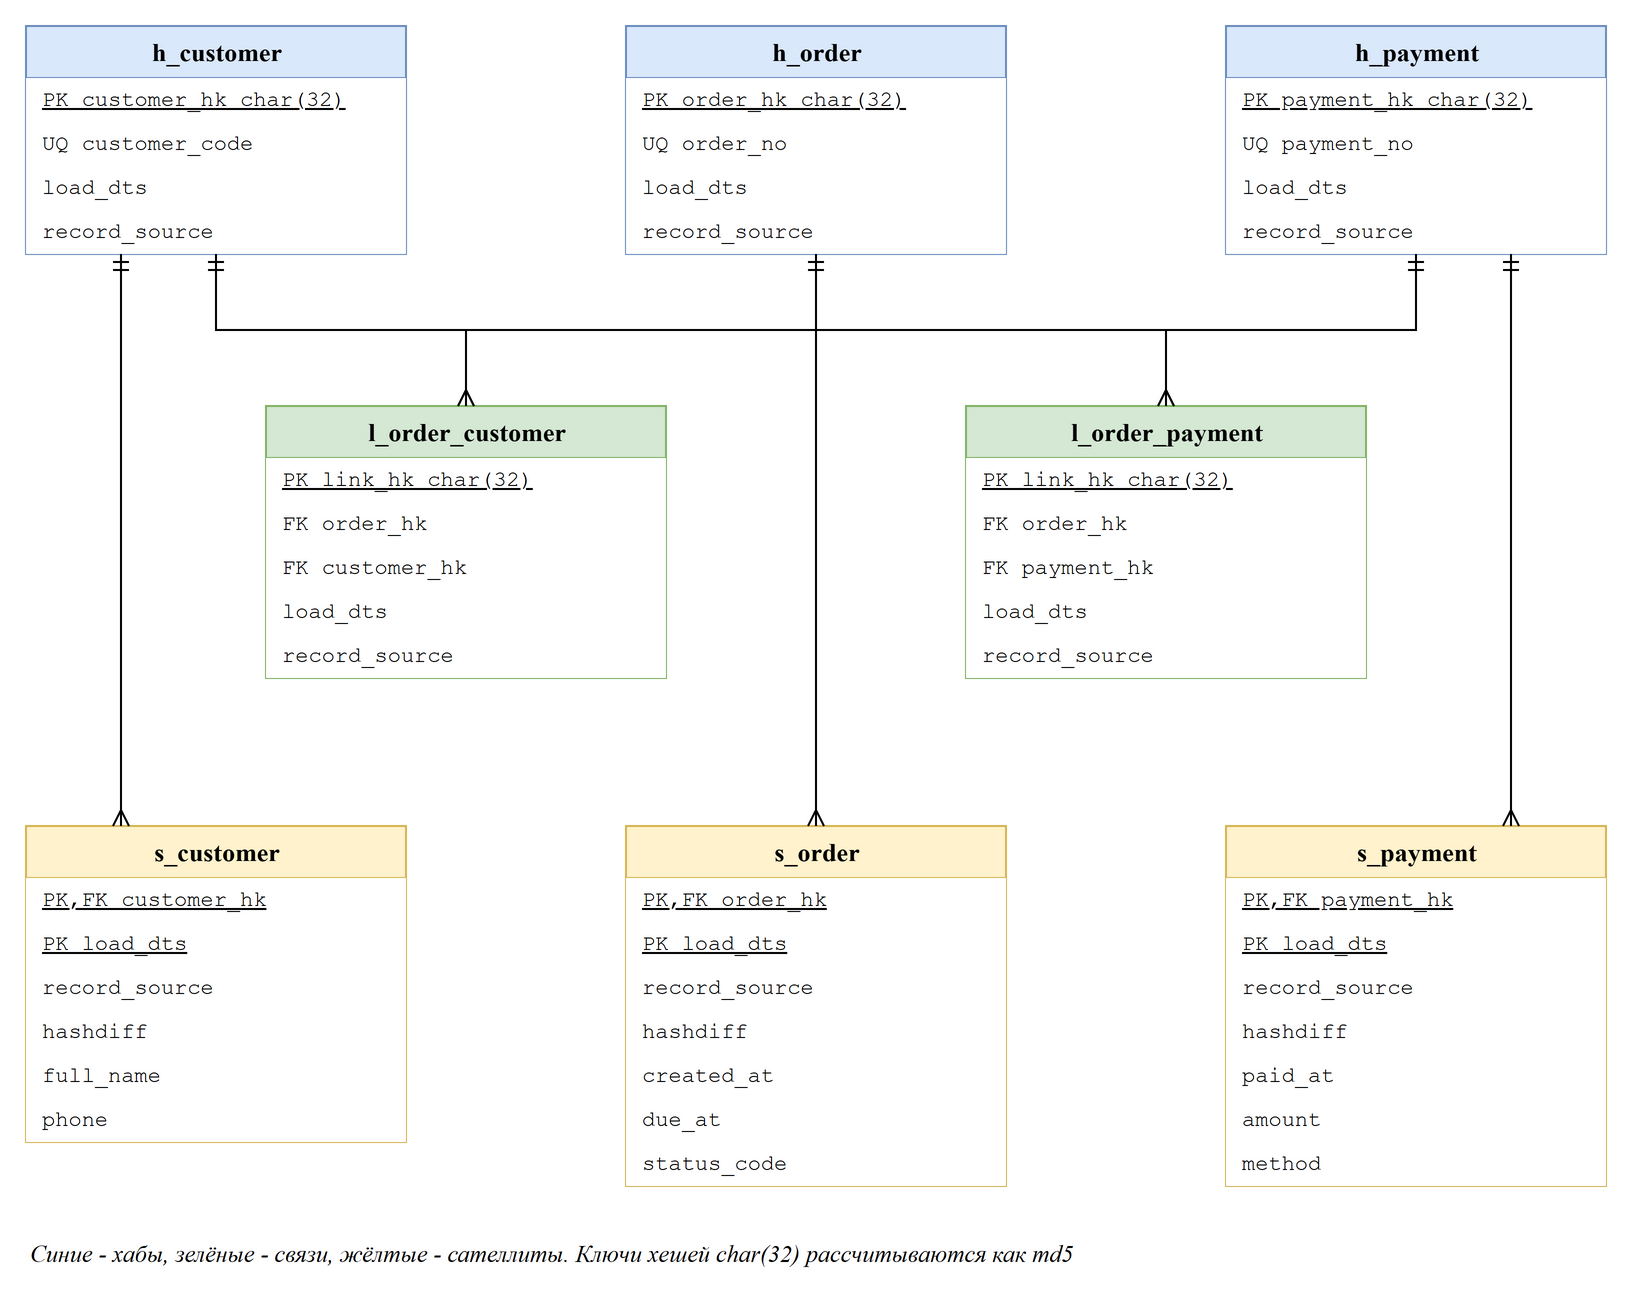 h_customer
PK customer_hk char(32)
UQ customer_code
load_dts
record_source
h_order
PK order_hk char(32)
UQ order_no
load_dts
record_source
h_payment
PK payment_hk char(32)
UQ payment_no
load_dts
record_source
l_order_customer
PK link_hk char(32)
FK order_hk
FK customer_hk
load_dts
record_source
l_order_payment
PK link_hk char(32)
FK order_hk
FK payment_hk
load_dts
record_source
s_customer
PK,FK customer_hk
PK load_dts
record_source
hashdiff
full_name
phone
s_order
PK,FK order_hk
PK load_dts
record_source
hashdiff
created_at
due_at
status_code
s_payment
PK,FK payment_hk
PK load_dts
record_source
hashdiff
paid_at
amount
method
Синие - хабы, зелёные - связи, жёлтые - сателлиты. Ключи хешей char(32) рассчитываются как md5